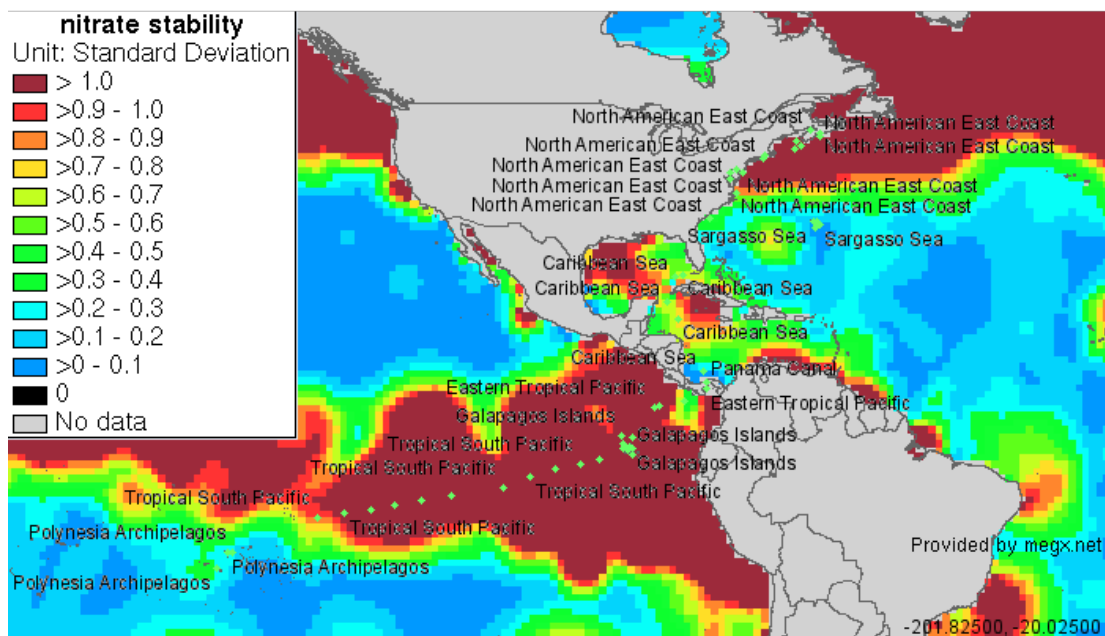 nitrate stability
Unit: Standard Deviation
> 1.0
>0.9 - 1.0
>0.8 - 0.9
>0.7 - 0.8
>0.6 - 0.7
>0.5 - 0.6
>0.4 - 0.5
>0.3 - 0.4
>0.2 - 0.3
>0.1 - 0.2
>0 - 0.1
0
No data
North American East Coast
North American East Coast
North American East Coast
North American East Coast
North American East Coast
North American East Coast
North American East Coast
North American East Coast
North American East Coast
Sargasso Sea
Sargasso Sea
Caribbean Sea
Caribbean Sea
Caribbean Sea
Caribbean Sea
Caribbean Sea
Panama Canal
Eastern Tropical Pacific
Eastern Tropical Pacific
Galapagos Islands
Galapagos Islands
Tropical South Pacific
Galapagos Islands
Tropical South Pacific
Tropical South Pacific
Tropical South Pacific
Tropical South Pacific
Polynesia Archipelagos
Polynesia Archipelagos
Polynesia Archipelagos
Provided by megx.net
-201.82500, -20.02500